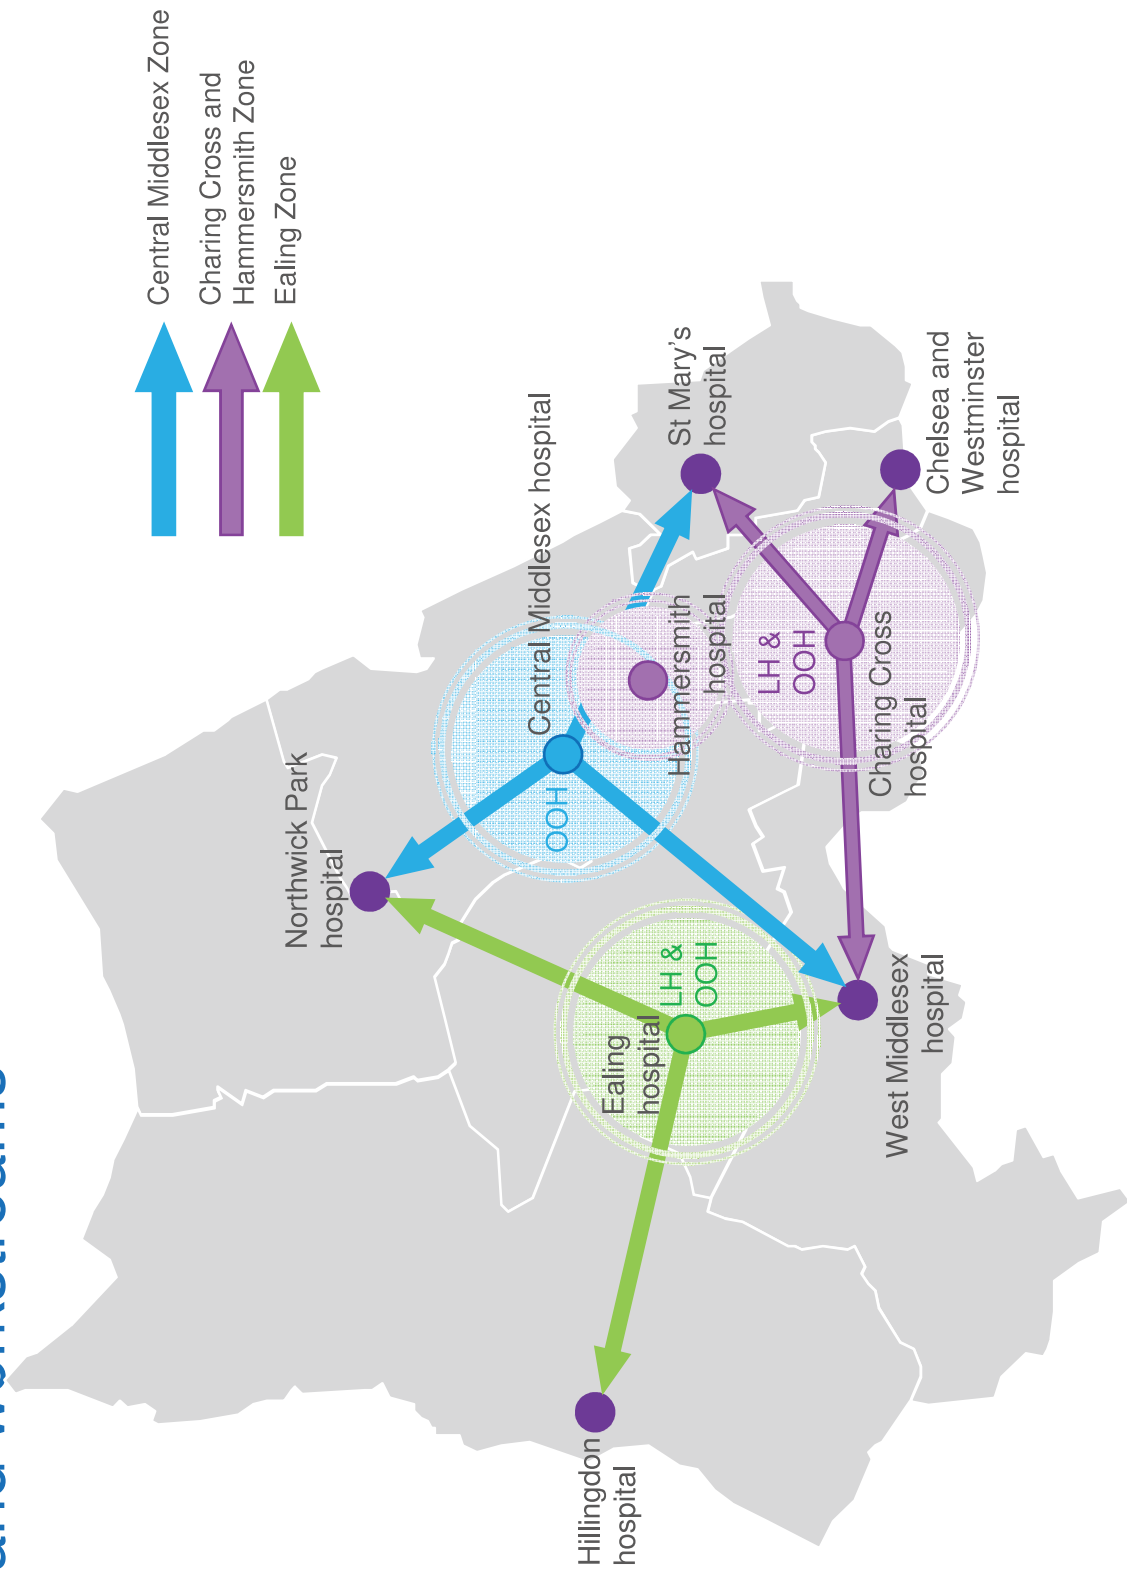 Central Middlesex Zone
Charing Cross and
Hammersmith Zone
Ealing Zone
Northwick Park
hospital
Central Middlesex hospital
OOH
Hillingdon
hospital
Ealing
hospital
LH &
OOH
Hammersmith
hospital
St Mary's
hospital
LH &
OOH
Charing Cross
hospital
West Middlesex
hospital
Chelsea and
Westminster
hospital